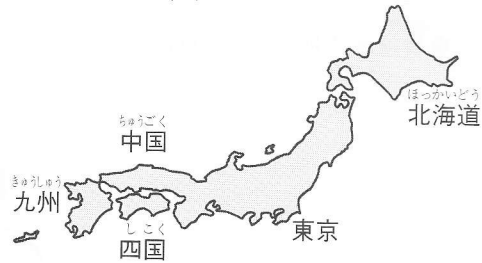 ほっかいどう
北海道
ちゅうごく
中国
きゅうしゅう
九州
しこく
四国
東京